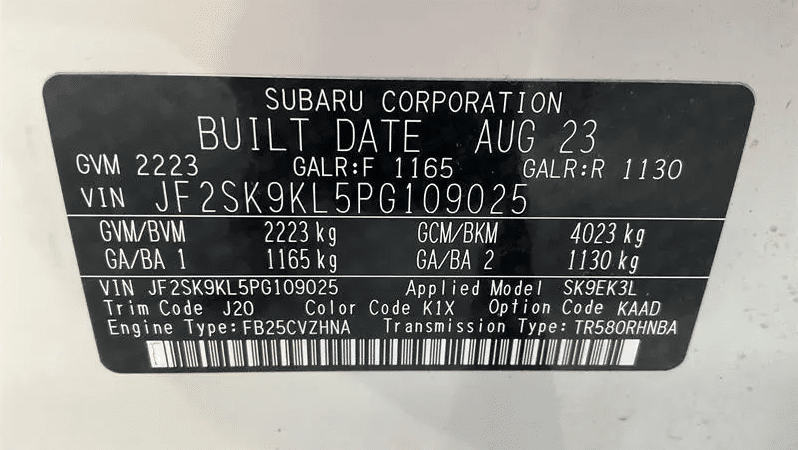 SUBARU CORPORATION
BUILT DATE AUG 23
GVM 2223 GALR:F 1165 GALR:R 1130
VIN JF2SK9KL5PG109025
GVM/BVM 2223 kg GCM/BKM 4023 kg
GA/BA 1 1165 kg GA/BA 2 1130 kg
VIN JF2SK9KL5PG109025 Applied Model SK9EK3L
Trim Code J20 Color Code K1X Option Code KAAD
Engine Type:FB25CVZHNA Transmission Type:TR580RHNBA